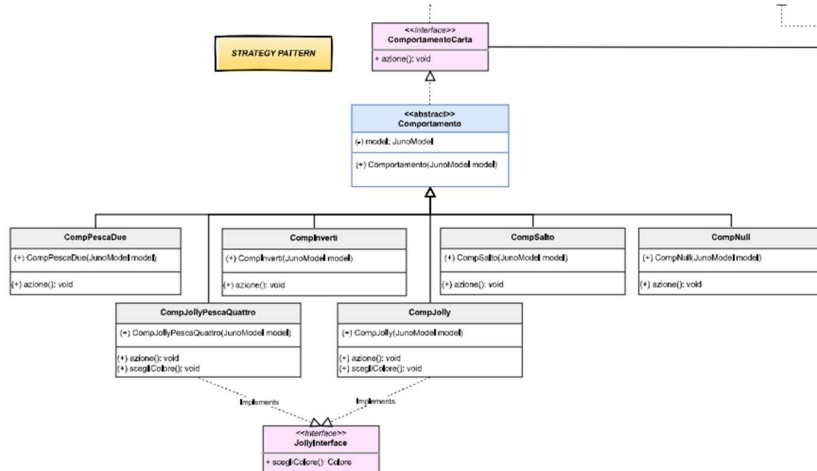 <<interface>>
ComportamentoCarta
+ azione(): void
STRATEGY PATTERN
<<abstract>>
Comportamento
(-) model: JunoModel
(+) Comportamento(JunoModel model)
CompPescaDue
(+) CompPescaDue(JunoModel model)
(+) azione(): void
CompInverti
(+) CompInverti(JunoModel model)
(+) azione(): void
CompSalto
(+) CompSalto(JunoModel model)
(+) azione(): void
CompNull
(+) CompNull(JunoModel model)
(+) azione(): void
CompJollyPescaQuattro
(+) CompJollyPescaQuattro(JunoModel model)
(+) azione(): void
(+) scegliColore(): void
CompJolly
(+) CompJolly(JunoModel model)
(+) azione(): void
(+) scegliColore(): void
Implements
Implements
<<Interface>>
JollyInterface
+ scegliColore(): Colore